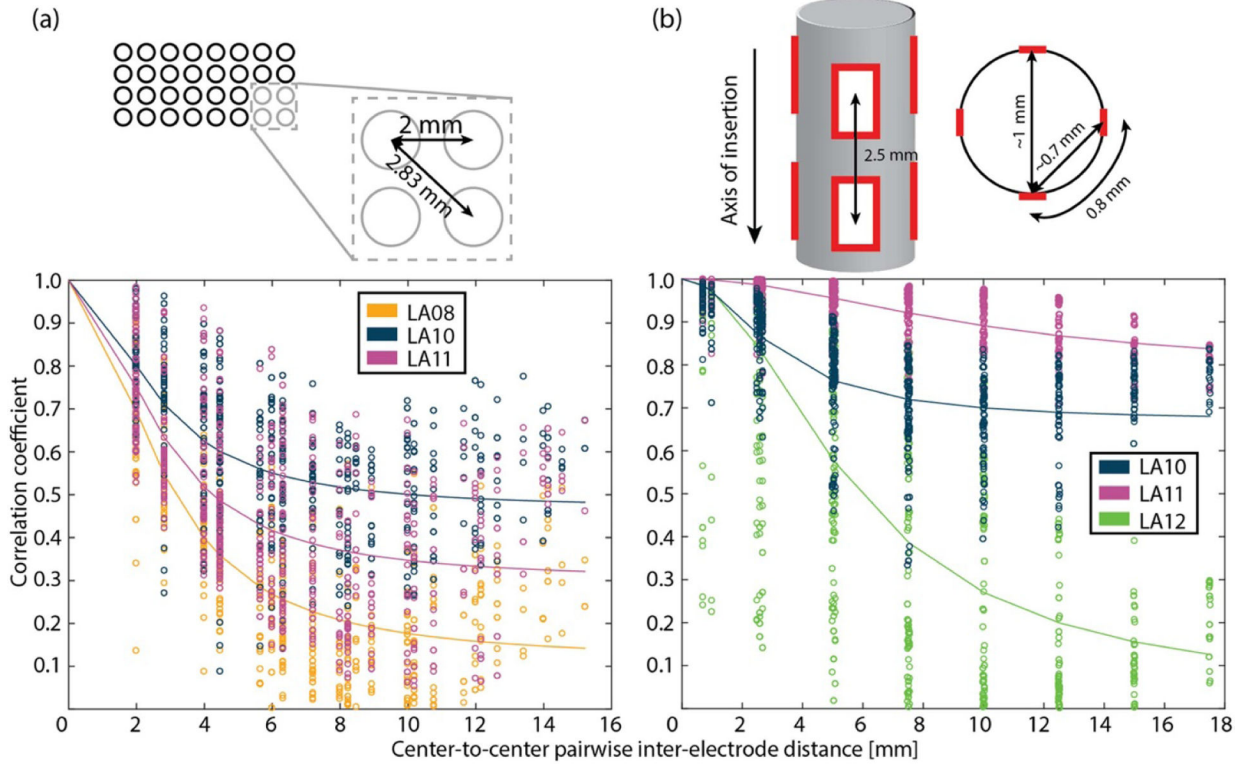 (a)
2 mm
2.83 mm
(b)
Axis of insertion
2.5 mm
~1 mm
~0.7 mm
0.8 mm
Correlation coefficient
1.0
0.9
0.8
0.7
0.6
0.5
0.4
0.3
0.2
0.1
LA08
LA10
LA11
0 2 4 6 8 10 12 14 16
1.0
0.9
0.8
0.7
0.6
0.5
0.4
0.3
0.2
0.1
LA10
LA11
LA12
0 2 4 6 8 10 12 14 16 18
Center-to-center pairwise inter-electrode distance [mm]